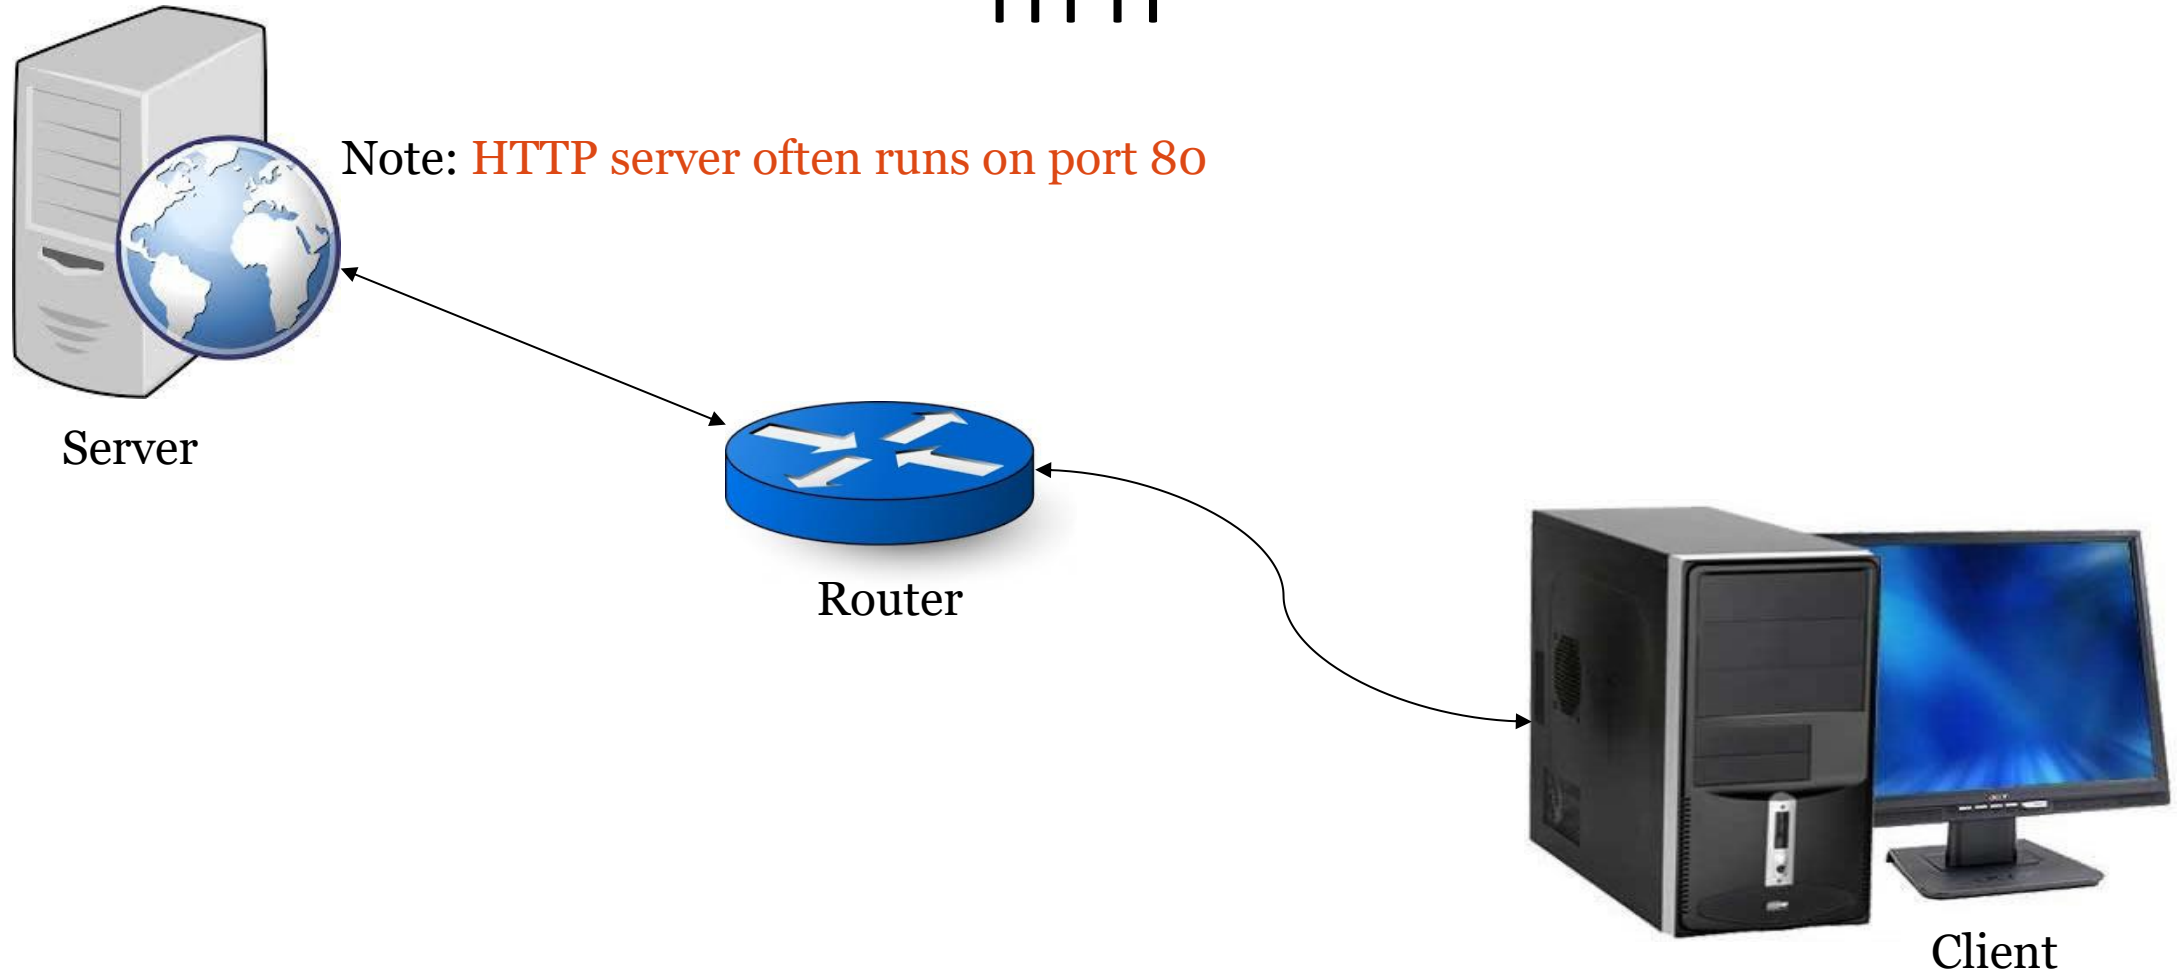 Note: HTTP server often runs on port 80
Server
Router
Client